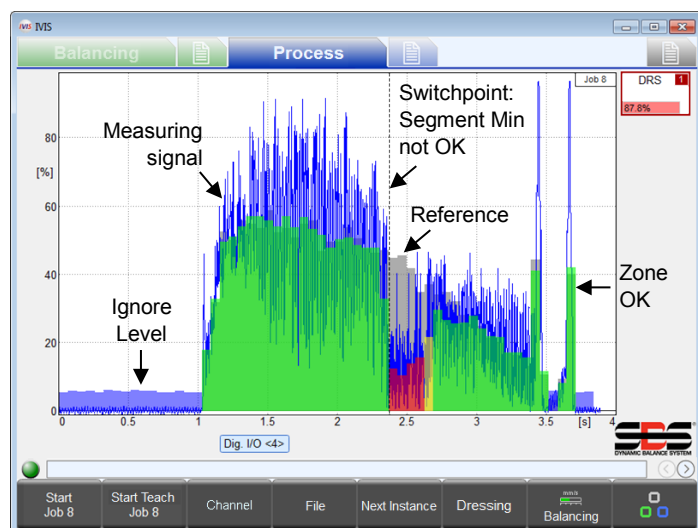 IVIS IVIS
Balancing
Process
Job 8
DRS 1
87.8%
Switchpoint:
Segment Min
not OK
Measuring
signal
Reference
Zone
OK
Ignore
Level
[%]
80
60
40
20
0
0 0.5 1 1.5 2 2.5 3 3.5 [s] 4
Dig. I/O <4>
SBS
DYNAMIC BALANCE SYSTEM
Start
Job 8
Start Teach
Job 8
Channel
File
Next Instance
Dressing
mm/s
Balancing